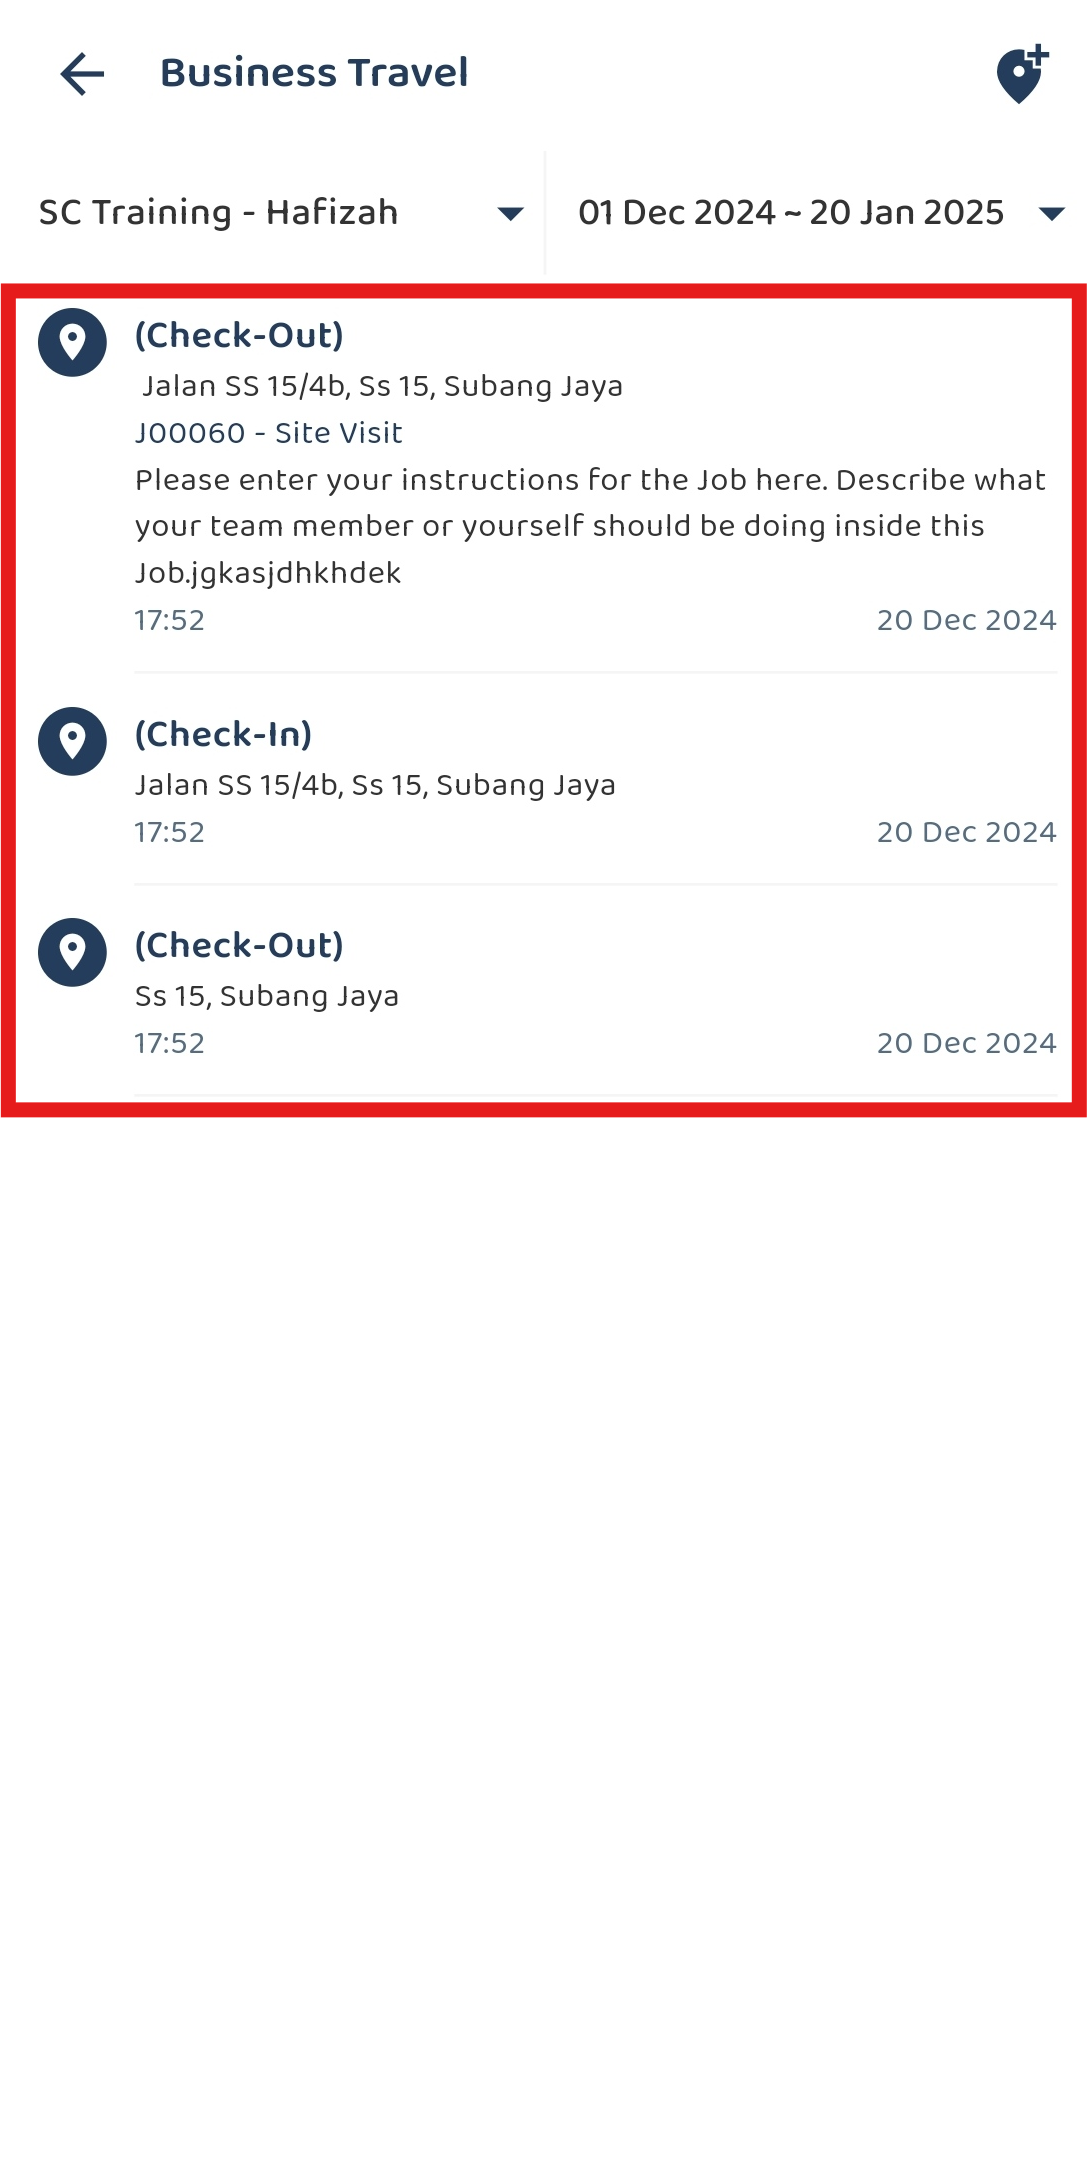 Business Travel
SC Training - Hafizah
01 Dec 2024 ~ 20 Jan 2025
(Check-Out)
Jalan SS 15/4b, Ss 15, Subang Jaya
J00060 - Site Visit
Please enter your instructions for the Job here. Describe what
your team member or yourself should be doing inside this
Job.jgkasjdhkhdek
17:52 20 Dec 2024
(Check-In)
Jalan SS 15/4b, Ss 15, Subang Jaya
17:52 20 Dec 2024
(Check-Out)
Ss 15, Subang Jaya
17:52 20 Dec 2024